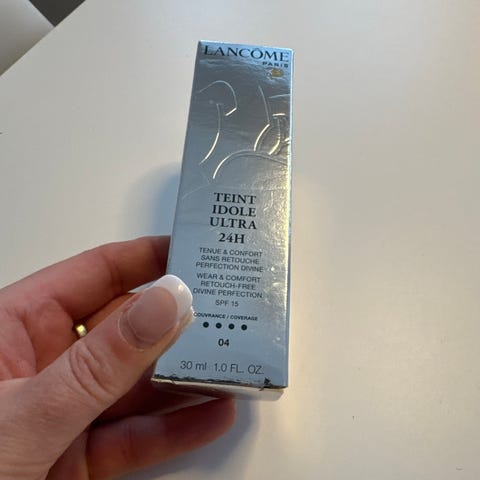 LANCÔME
PARIS
TEINT
IDOLE
ULTRA
24H
TENUE & CONFORT
SANS RETOUCHE
PERFECTION DIVINE
WEAR & COMFORT
RETOUCH-FREE
DIVINE PERFECTION
SPF 15
COUVRANCE / COVERAGE
04
30 ml 1.0 FL. OZ.